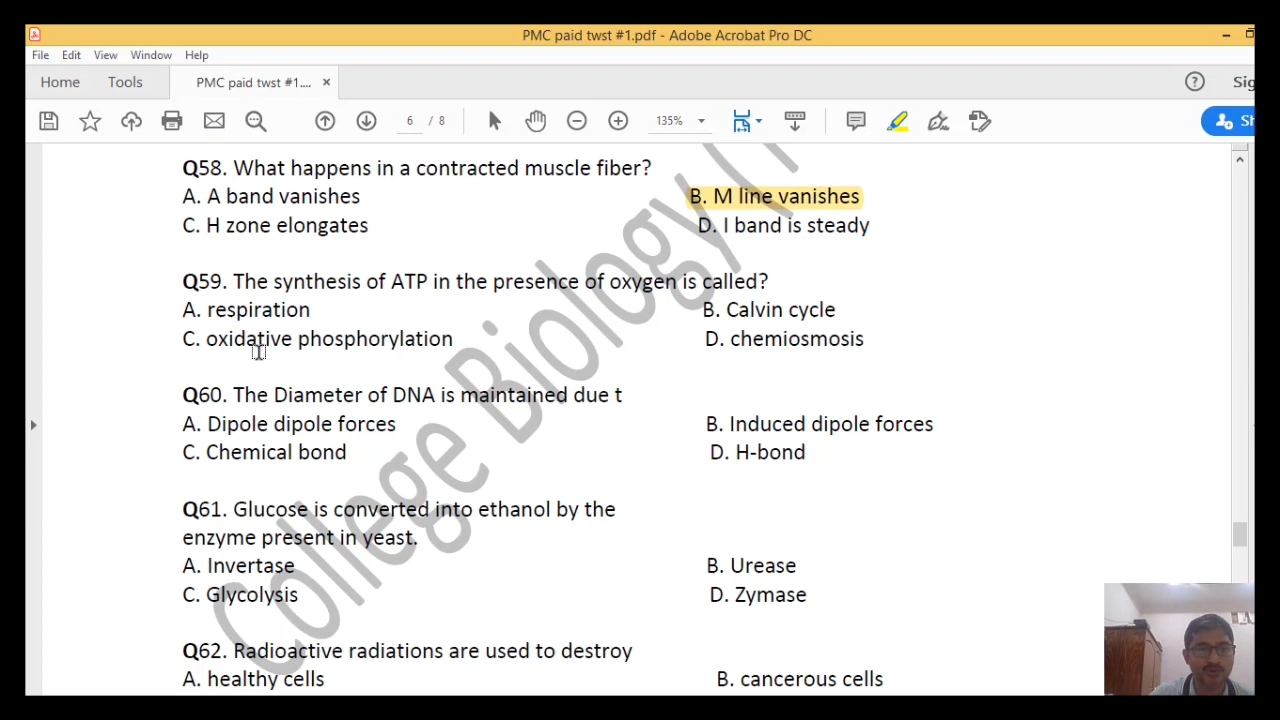 PMC paid twst #1.pdf - Adobe Acrobat Pro DC
File Edit View Window Help
Home Tools PMC paid twst #1.... × ? Sig
6 / 8 135% Sh
Q58. What happens in a contracted muscle fiber?
A. A band vanishes B. M line vanishes
C. H zone elongates D. I band is steady
Q59. The synthesis of ATP in the presence of oxygen is called?
A. respiration B. Calvin cycle
C. oxidative phosphorylation D. chemiosmosis
Q60. The Diameter of DNA is maintained due t
A. Dipole dipole forces B. Induced dipole forces
C. Chemical bond D. H-bond
Q61. Glucose is converted into ethanol by the
enzyme present in yeast.
A. Invertase B. Urease
C. Glycolysis D. Zymase
Q62. Radioactive radiations are used to destroy
A. healthy cells B. cancerous cells
College Biology